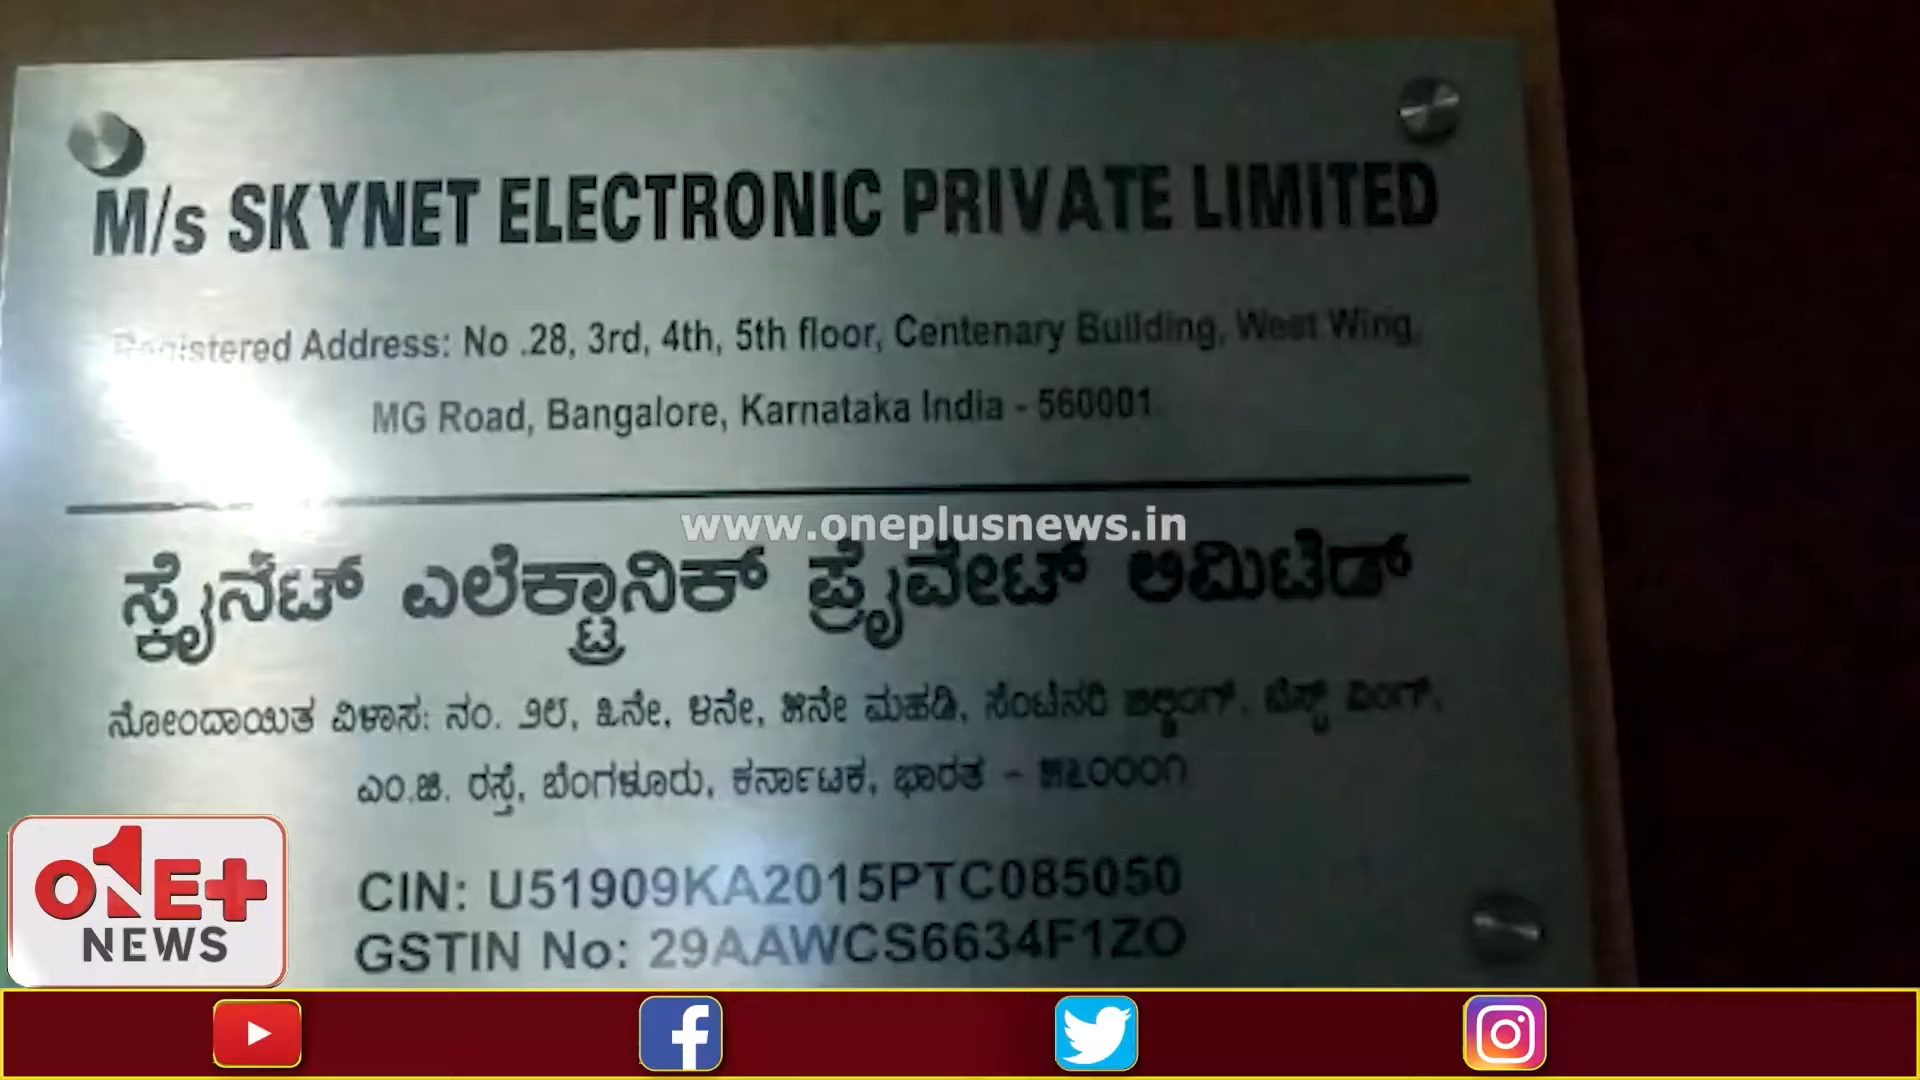 M/s SKYNET ELECTRONIC PRIVATE LIMITED
Registered Address: No .28, 3rd, 4th, 5th floor, Centenary Building, West Wing,
MG Road, Bangalore, Karnataka India - 560001.
www.oneplusnews.in
ಸ್ಕೈನೆಟ್ ಎಲೆಕ್ಟ್ರಾನಿಕ್ ಪ್ರೈವೇಟ್ ಲಿಮಿಟೆಡ್
ನೋಂದಾಯಿತ ವಿಳಾಸ: ನಂ. ೨೮, ೩ನೇ, ೪ನೇ, ೫ನೇ ಮಹಡಿ, ಸೆಂಟೆನರಿ ಬಿಲ್ಡಿಂಗ್, ವೆಸ್ಟ್ ವಿಂಗ್,
ಎಂ.ಜಿ. ರಸ್ತೆ, ಬೆಂಗಳೂರು, ಕರ್ನಾಟಕ, ಭಾರತ - ೫೬೦೦೦೧
CIN: U51909KA2015PTC085050
GSTIN No: 29AAWCS6634F1ZO
ONE+
NEWS